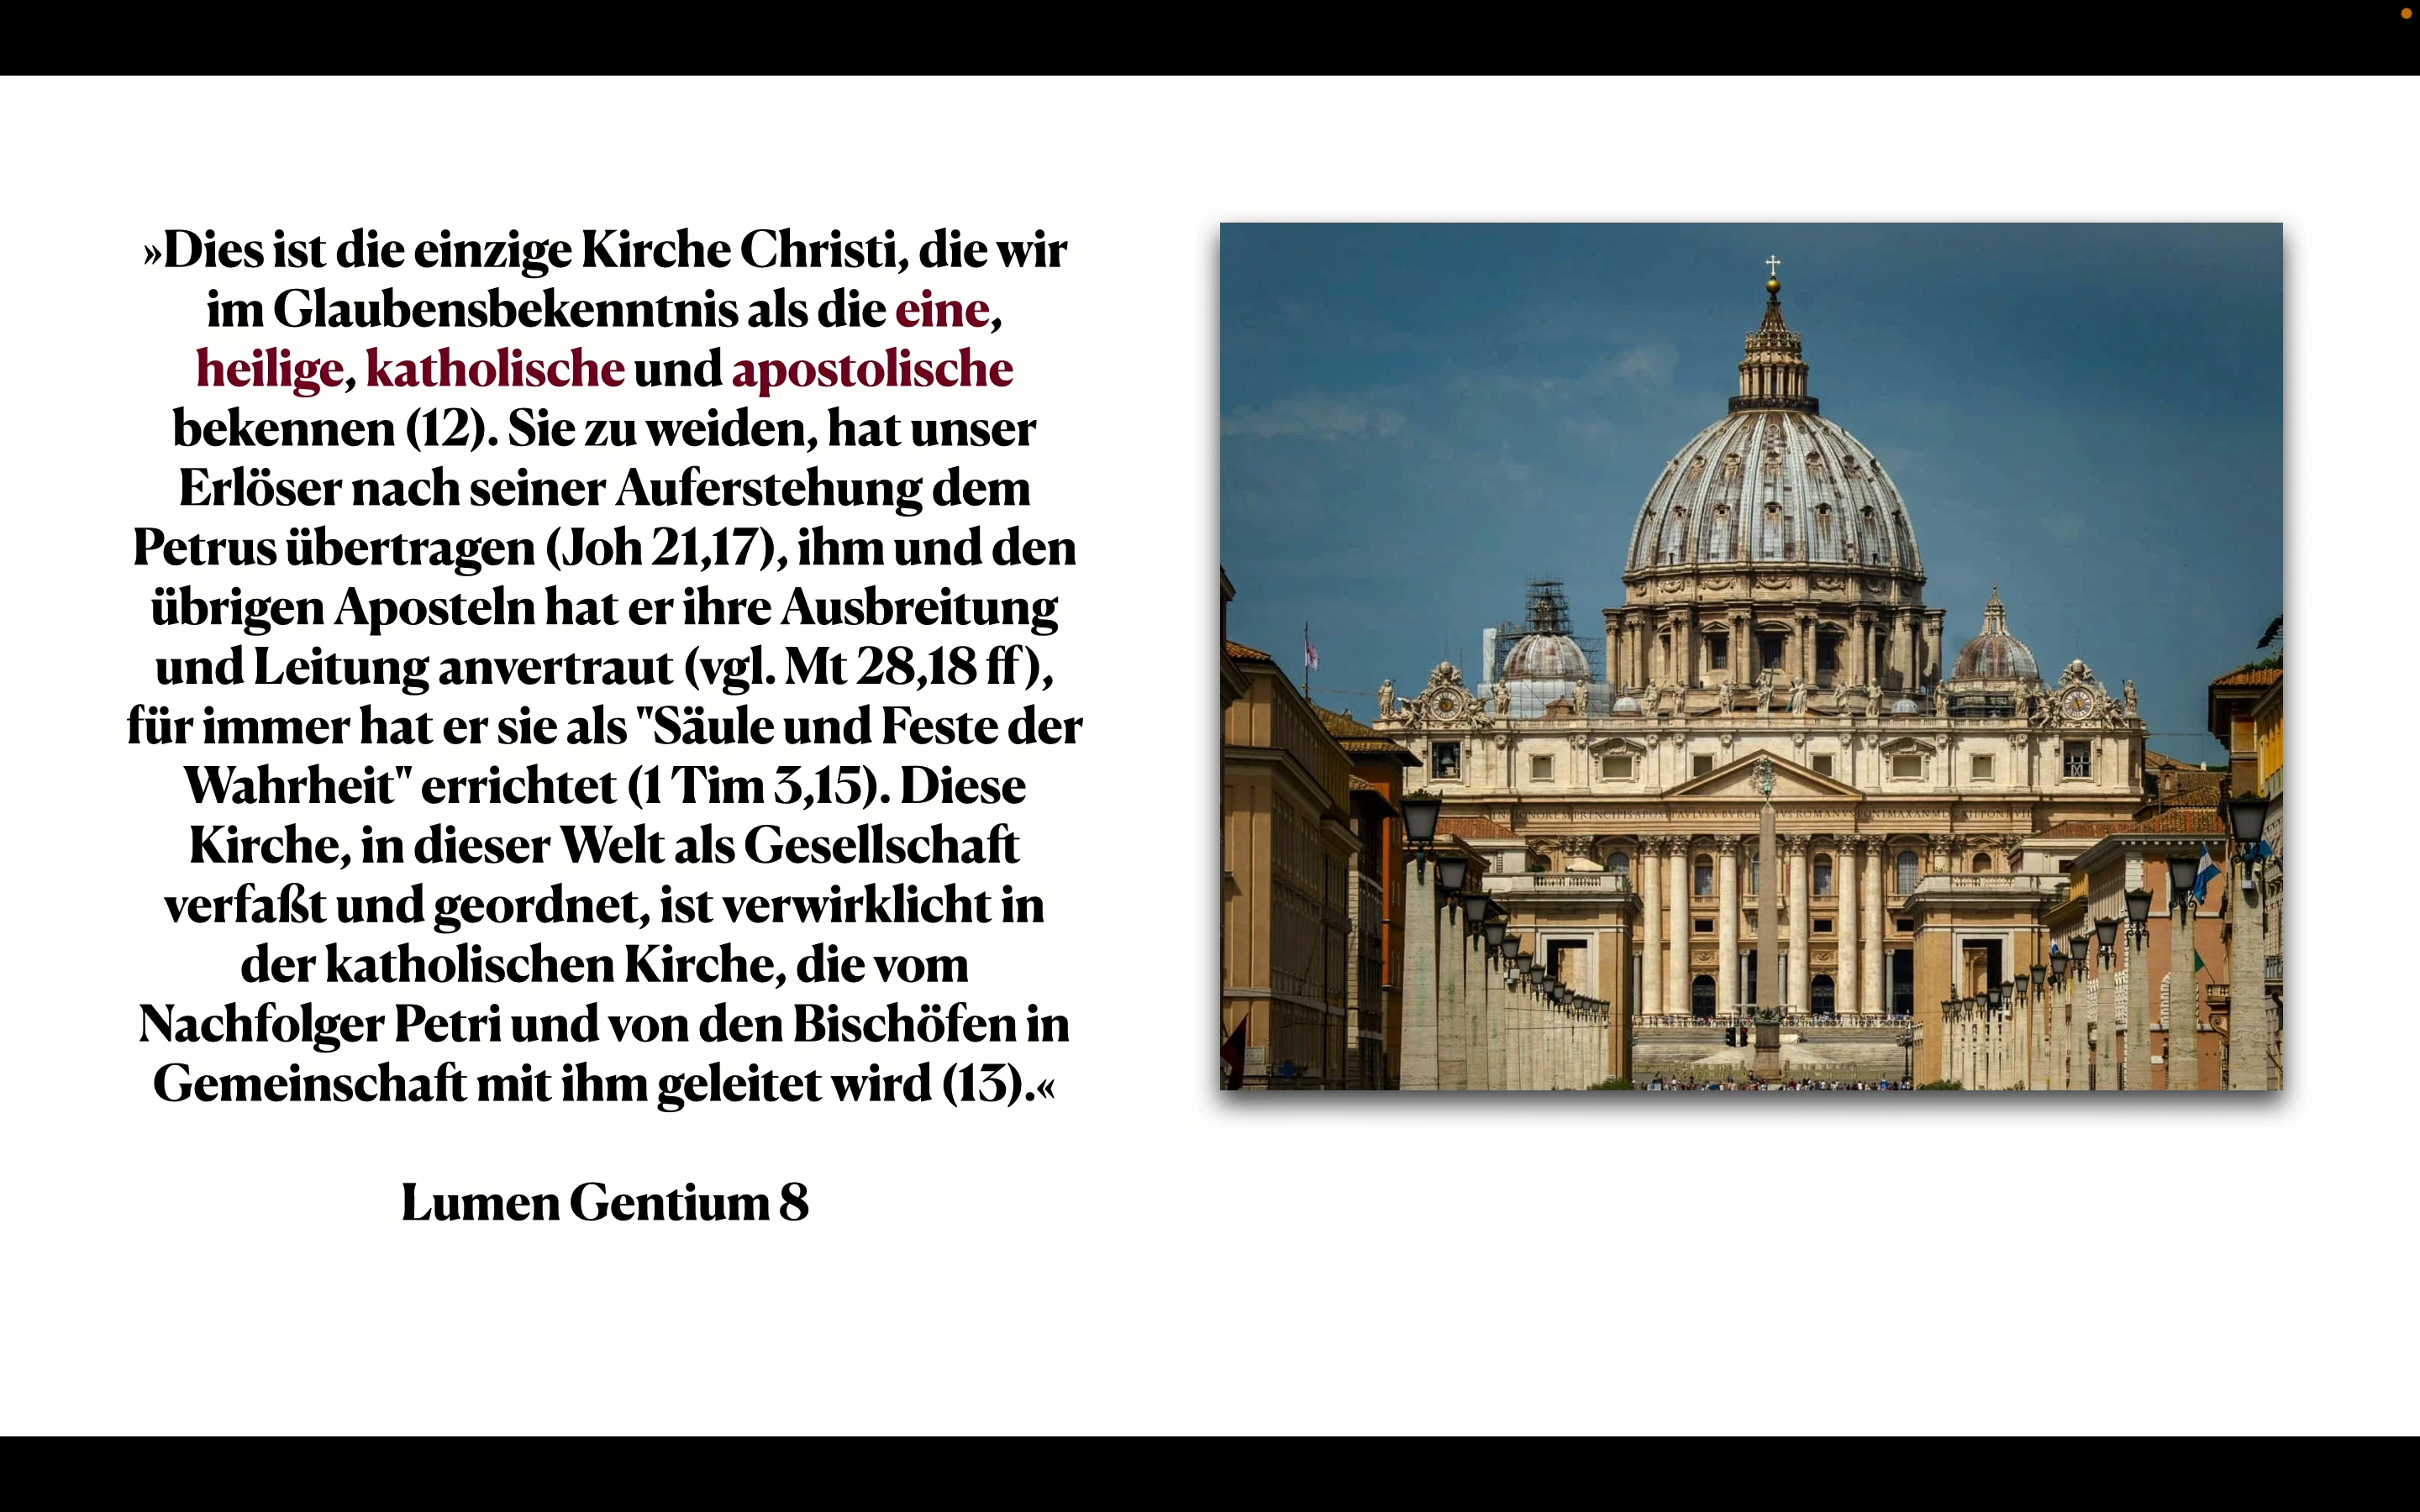 »Dies ist die einzige Kirche Christi, die wir
im Glaubensbekenntnis als die eine,
heilige, katholische und apostolische
bekennen (12). Sie zu weiden, hat unser
Erlöser nach seiner Auferstehung dem
Petrus übertragen (Joh 21,17), ihm und den
übrigen Aposteln hat er ihre Ausbreitung
und Leitung anvertraut (vgl. Mt 28,18 ff),
für immer hat er sie als "Säule und Feste der
Wahrheit" errichtet (1 Tim 3,15). Diese
Kirche, in dieser Welt als Gesellschaft
verfaßt und geordnet, ist verwirklicht in
der katholischen Kirche, die vom
Nachfolger Petri und von den Bischöfen in
Gemeinschaft mit ihm geleitet wird (13).«
Lumen Gentium 8